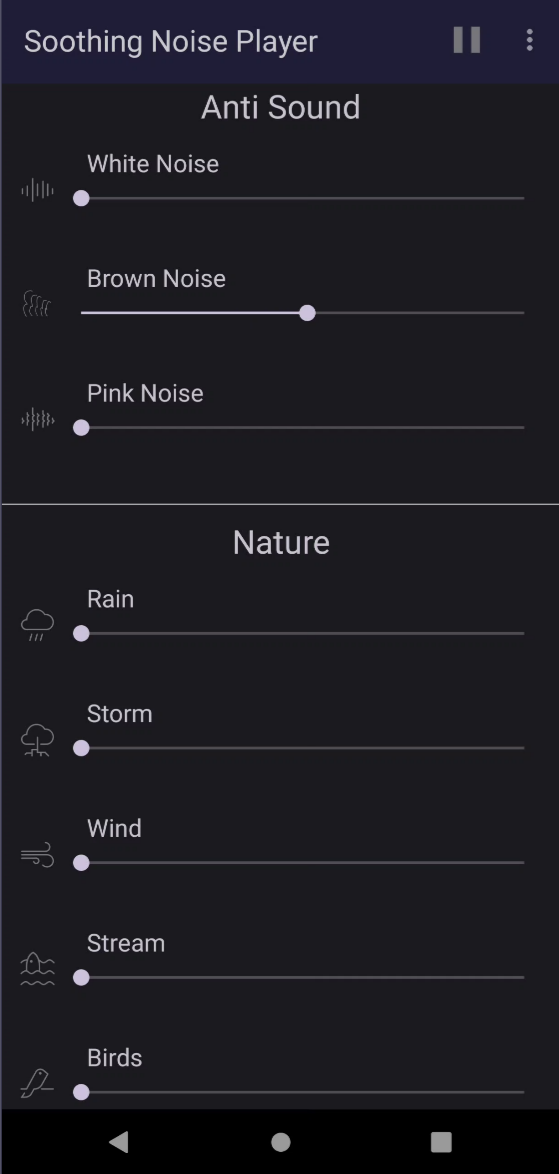 Soothing Noise Player
Anti Sound
White Noise
Brown Noise
Pink Noise
Nature
Rain
Storm
Wind
Stream
Birds